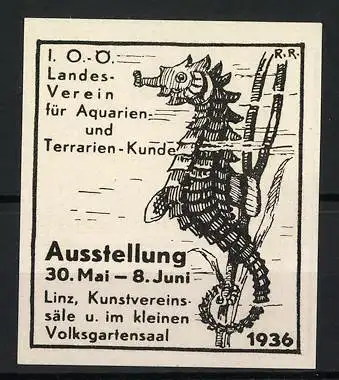 I. O.-Ö.
Landes-
Verein
für Aquarien-
und
Terrarien-Kunde
R.R.
Ausstellung
30. Mai – 8. Juni
Linz, Kunstvereins-
säle u. im kleinen
Volksgartensaal
1936